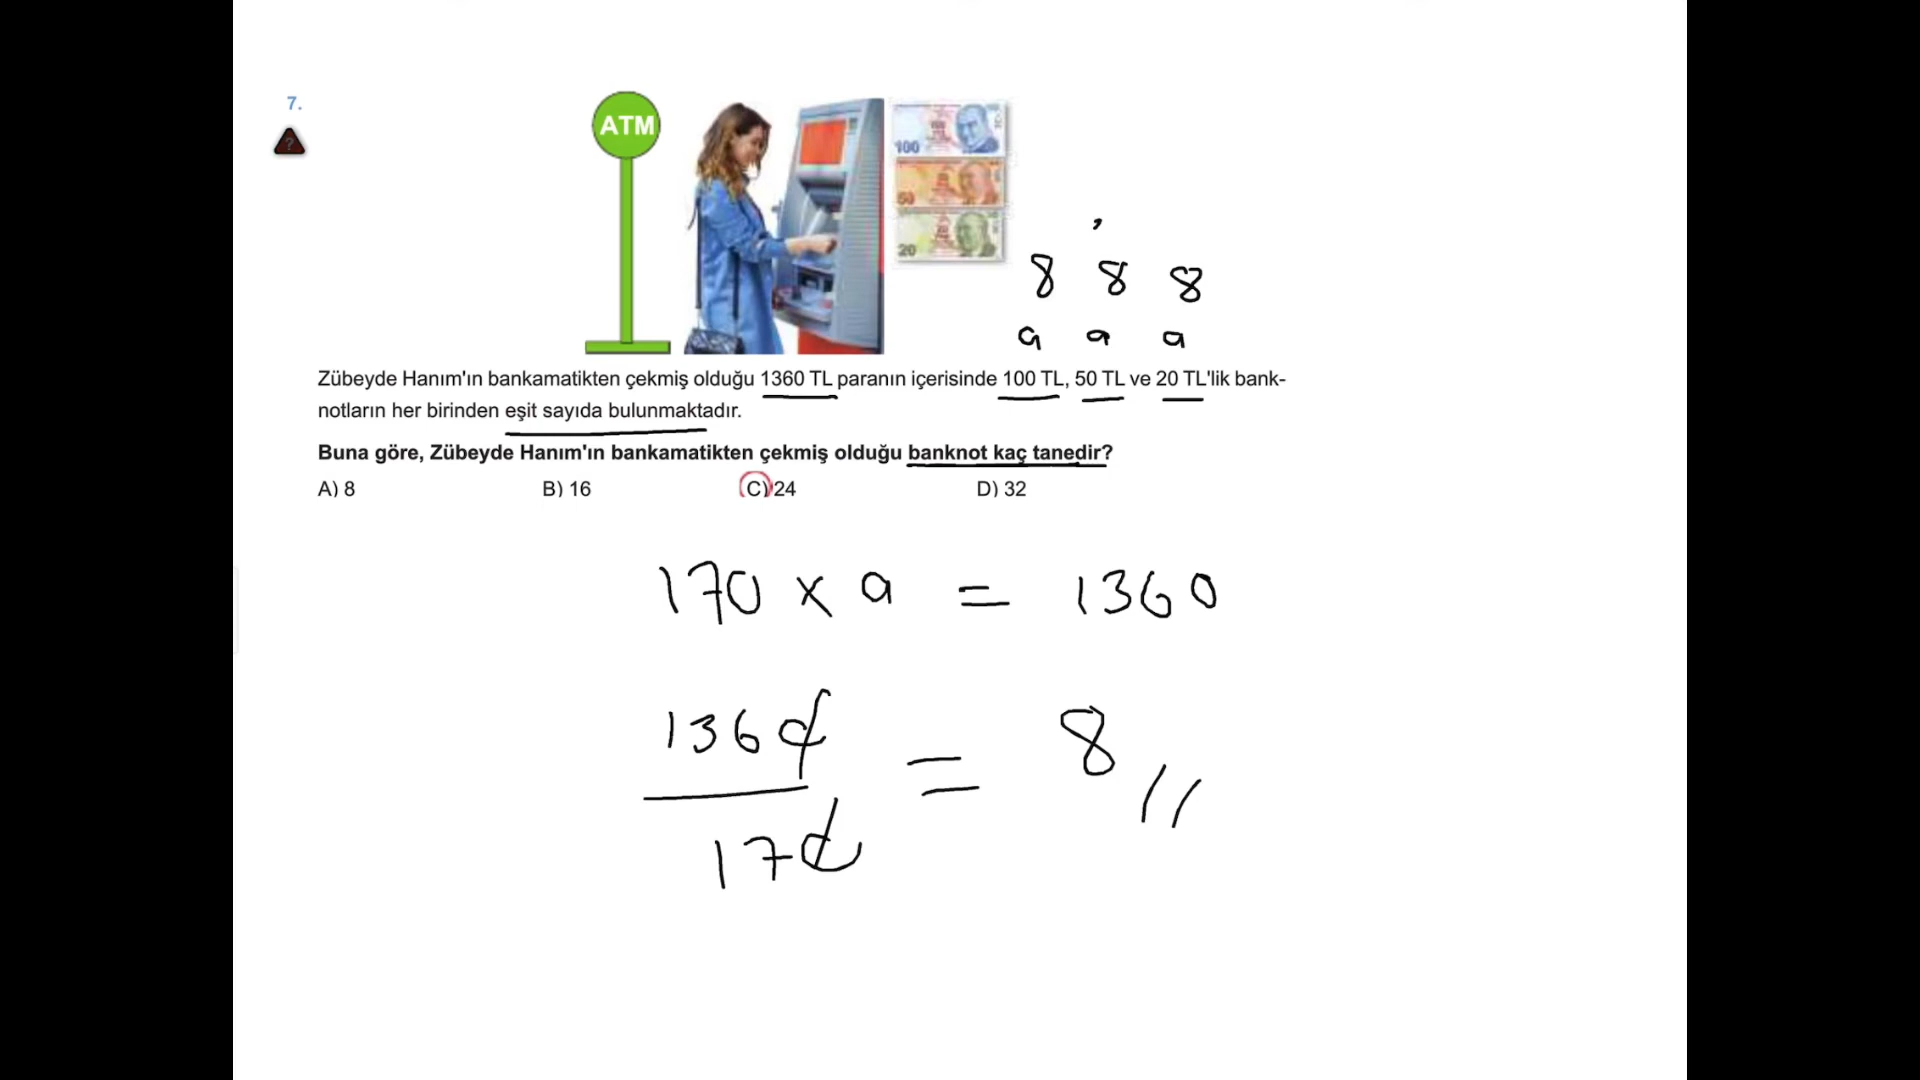 7.
ATM
?
100
50
20
8 8 8
a a a
Zübeyde Hanım'ın bankamatikten çekmiş olduğu 1360 TL paranın içerisinde 100 TL, 50 TL ve 20 TL'lik bank-
notların her birinden eşit sayıda bulunmaktadır.
Buna göre, Zübeyde Hanım'ın bankamatikten çekmiş olduğu banknot kaç tanedir?
A) 8 B) 16 C) 24 D) 32
170 x a = 1360
1360
= 8
170